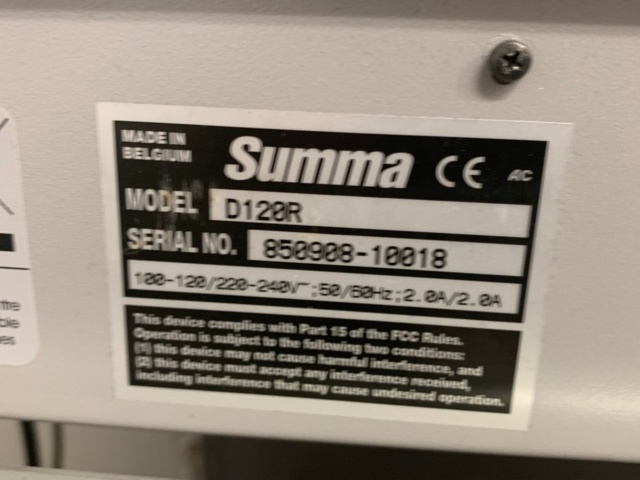 MADE IN
BELGIUM
Summa CE AC
MODEL D120R
SERIAL NO. 850908-10018
100-120/220-240V~;50/60Hz;2.0A/2.0A
This device complies with Part 15 of the FCC Rules.
Operation is subject to the following two conditions:
(1) this device may not cause harmful interference, and
(2) this device must accept any interference received,
including interference that may cause undesired operation.
the